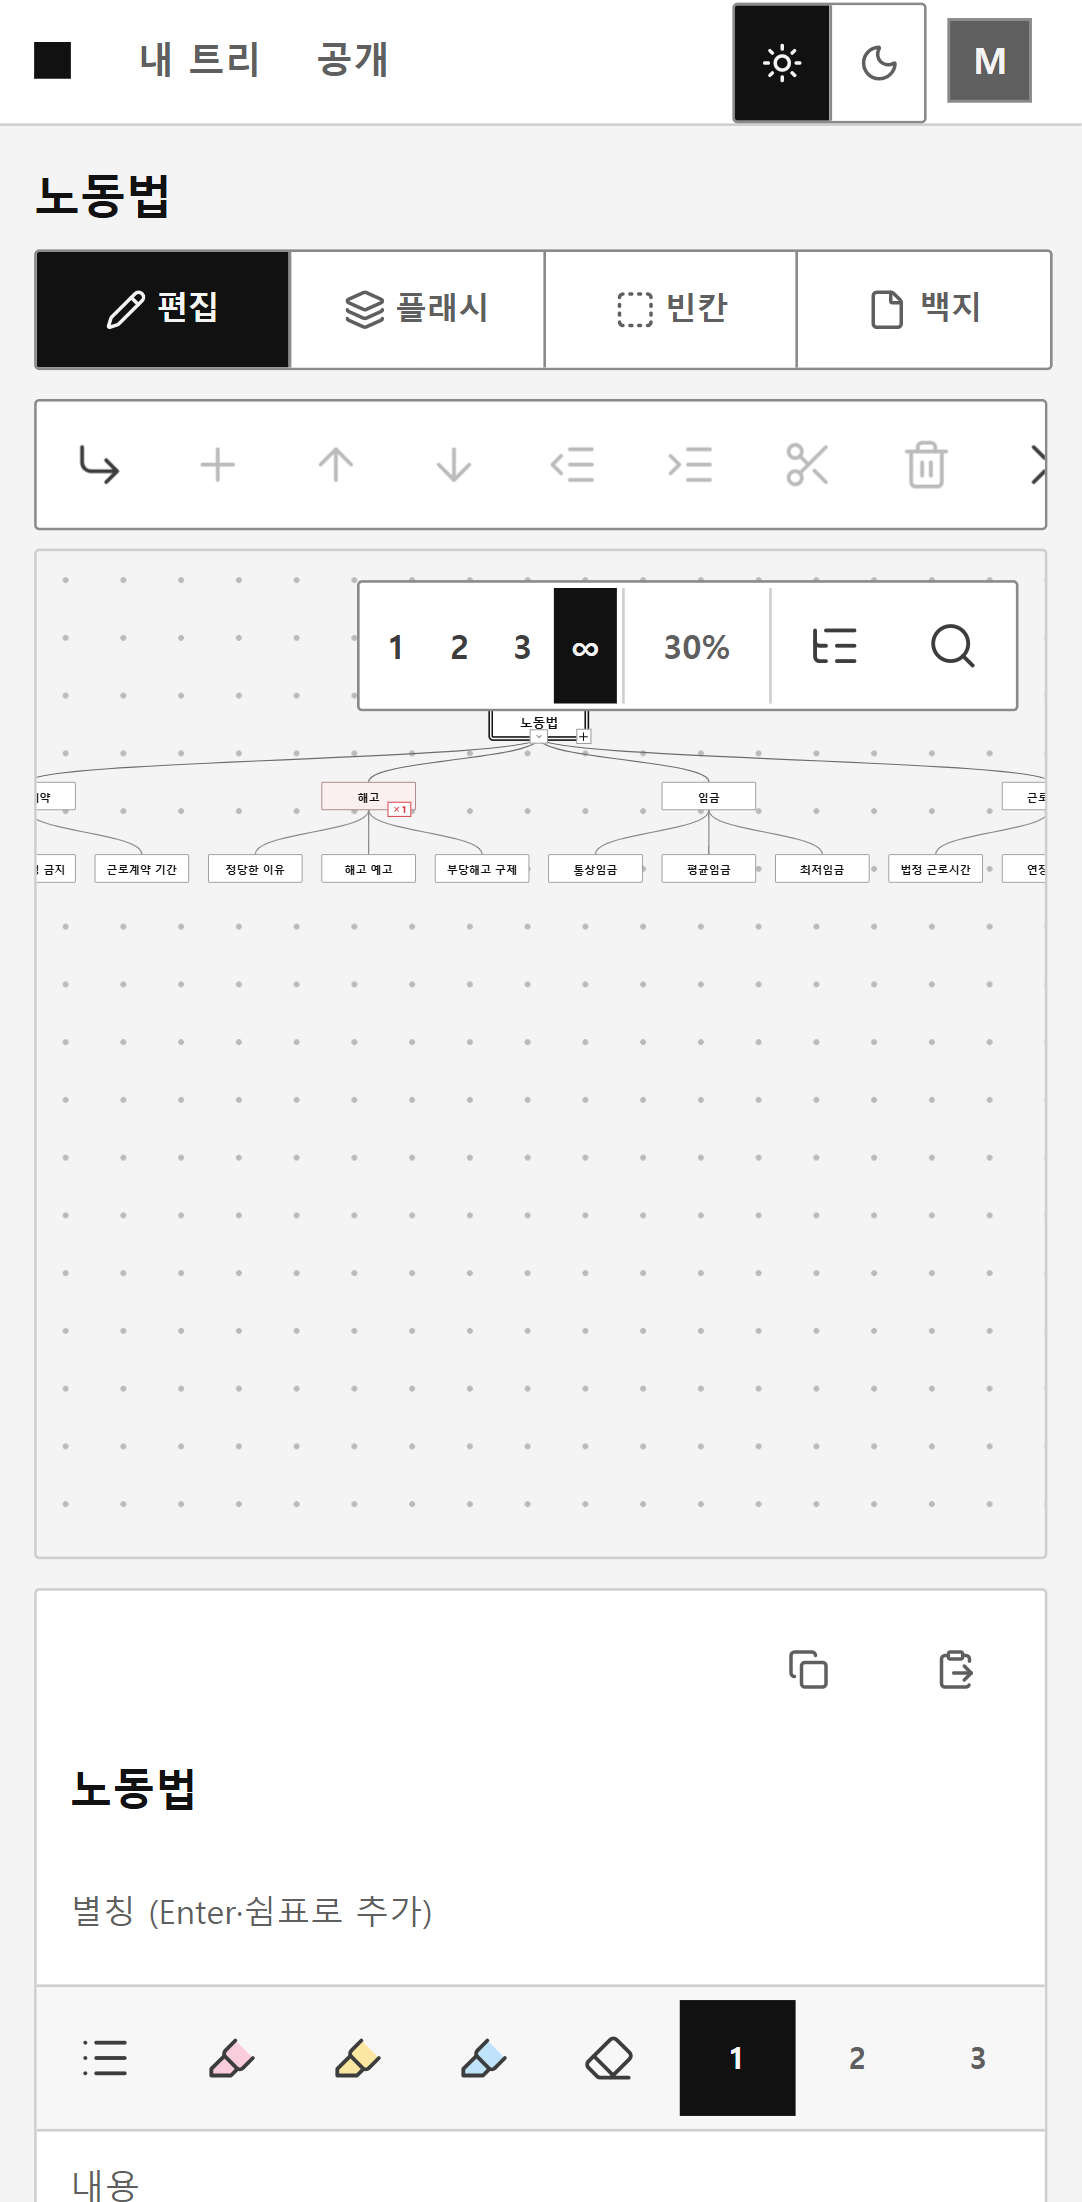 내 트리 공개 M
노동법
편집 플래시 빈칸 백지
1 2 3 ∞ 30%
노동법
해고 임금
×1
금지 근로계약 기간 정당한 이유 해고 예고 부당해고 구제 통상임금 평균임금 최저임금 법정 근로시간
노동법
별칭 (Enter·쉼표로 추가)
1 2 3
내용